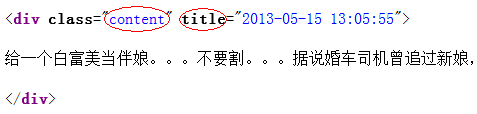 <div class="content" title="2013-05-15 13:05:55">
给一个白富美当伴娘。。。不要割。。。据说婚车司机曾追过新娘，
</div>